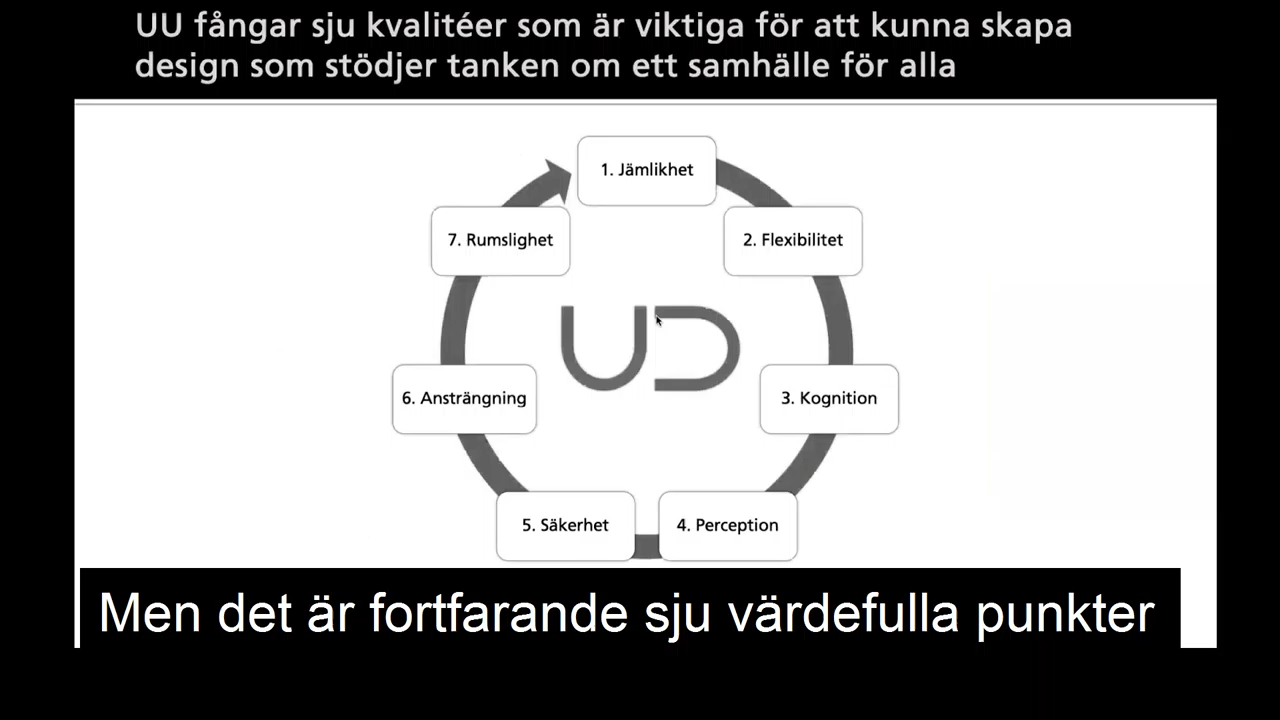 UU fångar sju kvalitéer som är viktiga för att kunna skapa
design som stödjer tanken om ett samhälle för alla
1. Jämlikhet
2. Flexibilitet
3. Kognition
4. Perception
5. Säkerhet
6. Ansträngning
7. Rumslighet
UD
Men det är fortfarande sju värdefulla punkter